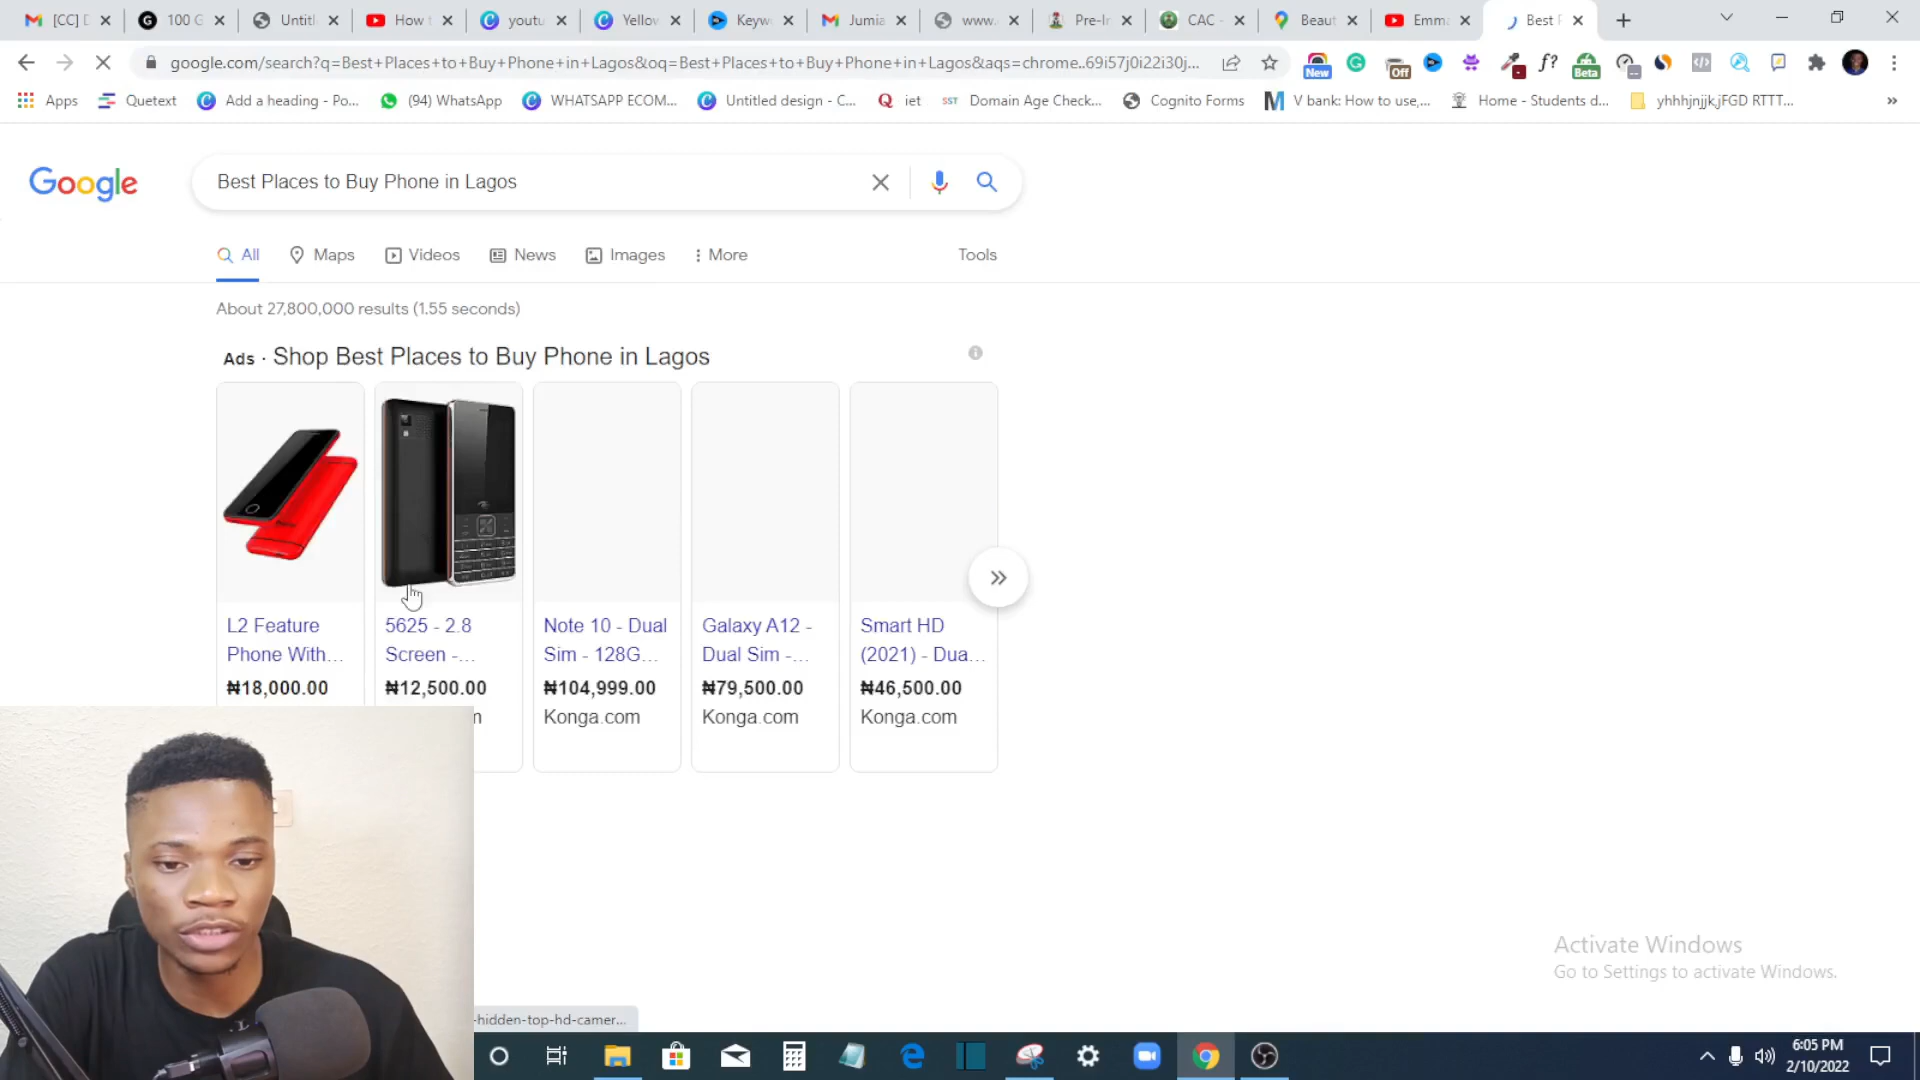 [CC] D
100 G
Untitl
How t
youtu
Yellow
Keyw
Jumia
www.
Pre-In
CAC -
Beaut
Emma
Best P
google.com/search?q=Best+Places+to+Buy+Phone+in+Lagos&oq=Best+Places+to+Buy+Phone+in+Lagos&aqs=chrome..69i57j0i22i30j...
New
Off
f?
Beta
Apps
Quetext
Add a heading - Po...
(94) WhatsApp
WHATSAPP ECOM...
Untitled design - C...
iet
SST Domain Age Check...
Cognito Forms
V bank: How to use,...
Home - Students d...
yhhhjnjjk,jFGD RTTT...
Google
Best Places to Buy Phone in Lagos
All
Maps
Videos
News
Images
More
Tools
About 27,800,000 results (1.55 seconds)
Ads · Shop Best Places to Buy Phone in Lagos
L2 Feature
Phone With...
₦18,000.00
5625 - 2.8
Screen -...
₦12,500.00
m
Note 10 - Dual
Sim - 128G...
₦104,999.00
Konga.com
Galaxy A12 -
Dual Sim -...
₦79,500.00
Konga.com
Smart HD
(2021) - Dua...
₦46,500.00
Konga.com
Activate Windows
Go to Settings to activate Windows.
-hidden-top-hd-camer...
6:05 PM
2/10/2022